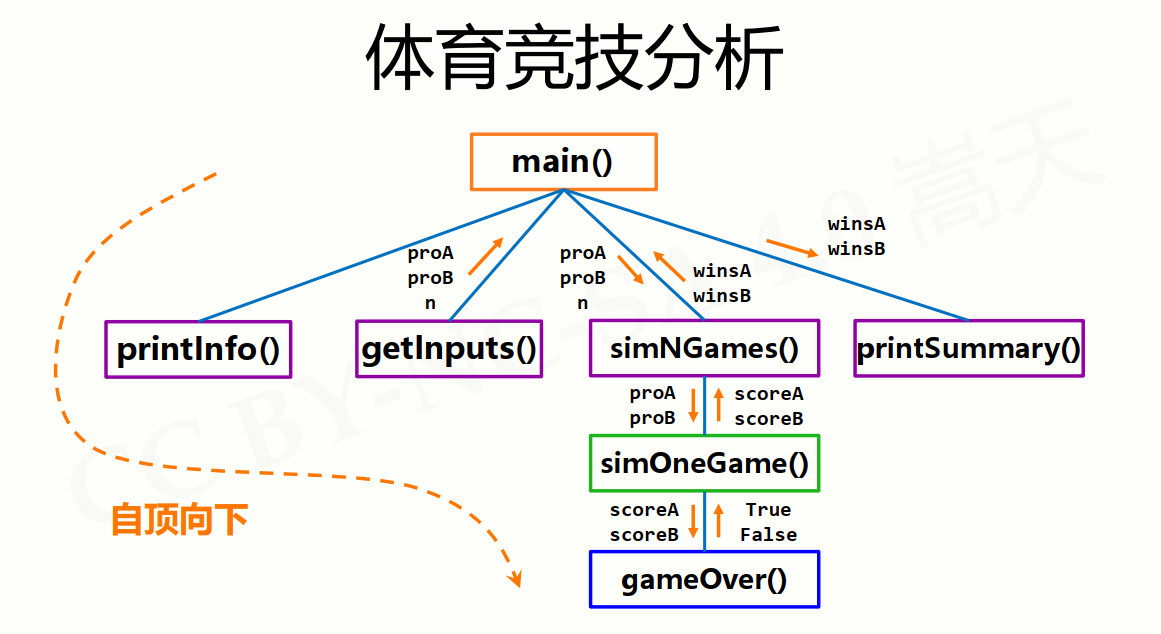 体育竞技分析
main()
proA
proB
n
proA
proB
n
winsA
winsB
winsA
winsB
printInfo()
getInputs()
simNGames()
printSummary()
proA
proB
scoreA
scoreB
simOneGame()
自顶向下
scoreA
scoreB
True
False
gameOver()
CC BY-NC-SA 4.0 嵩天